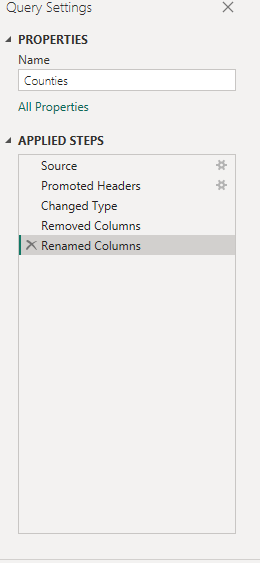 Query Settings
PROPERTIES
Name
Counties
All Properties
APPLIED STEPS
Source
Promoted Headers
Changed Type
Removed Columns
Renamed Columns